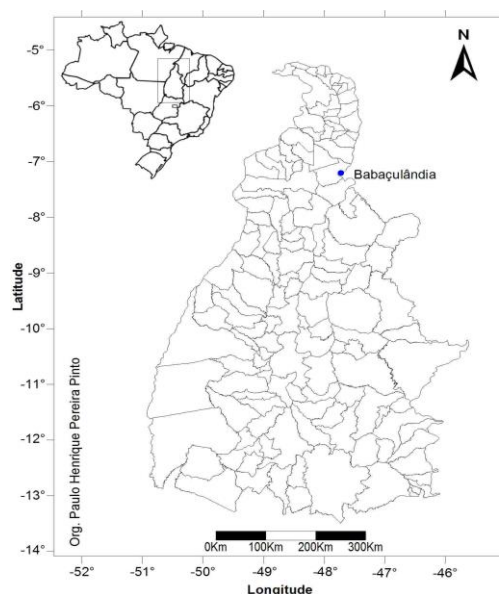 N
Babaçulândia
-5°
-6°
-7°
-8°
-9°
-10°
-11°
-12°
-13°
-14°
Latitude
Org. Paulo Henrique Pereira Pinto
0Km 100Km 200Km 300Km
-52° -51° -50° -49° -48° -47° -46°
Longitude